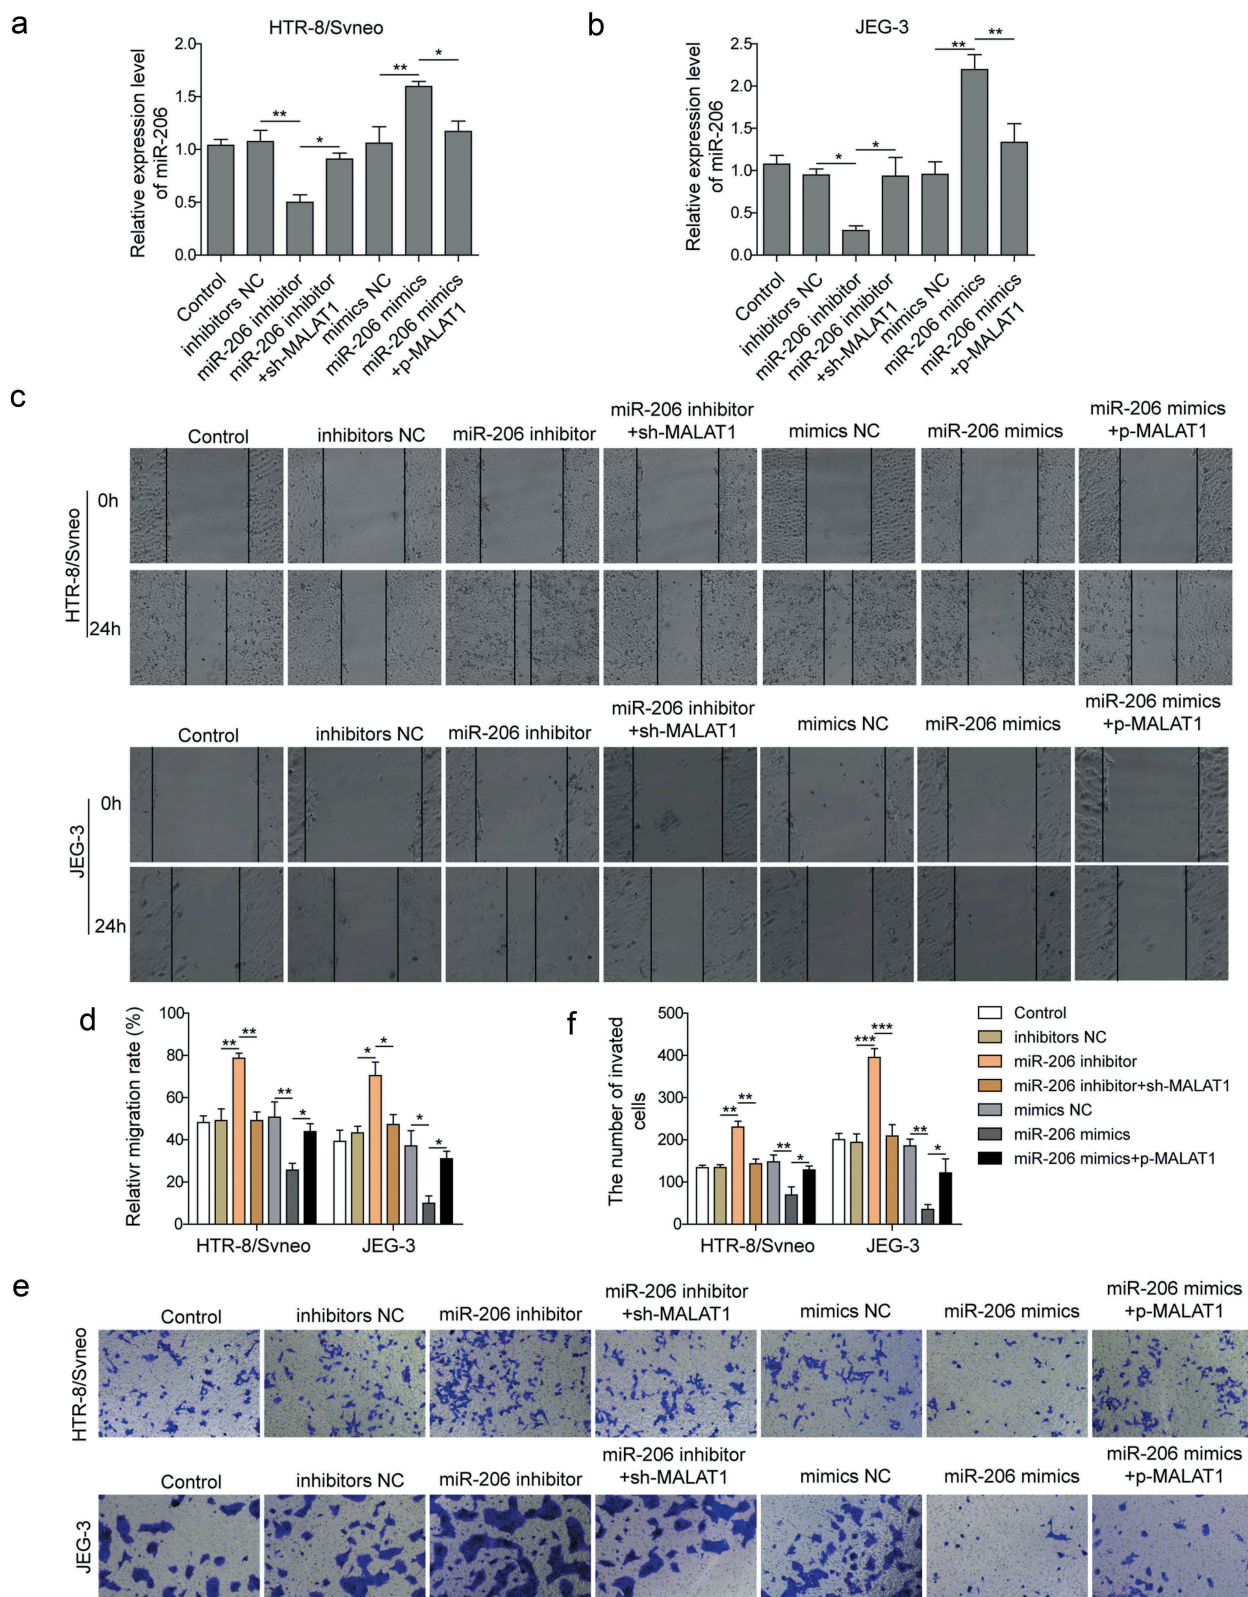 a
HTR-8/Svneo
Relative expression level
of miR-206
2.0
1.5
1.0
0.5
0.0
**
*
**
*
Control
inhibitors NC
miR-206 inhibitor
miR-206 inhibitor
+sh-MALAT1
mimics NC
miR-206 mimics
miR-206 mimics
+p-MALAT1
b
JEG-3
Relative expression level
of miR-206
2.5
2.0
1.5
1.0
0.5
0.0
*
*
**
**
Control
inhibitors NC
miR-206 inhibitor
miR-206 inhibitor
+sh-MALAT1
mimics NC
miR-206 mimics
miR-206 mimics
+p-MALAT1
c
Control
inhibitors NC
miR-206 inhibitor
miR-206 inhibitor
+sh-MALAT1
mimics NC
miR-206 mimics
miR-206 mimics
+p-MALAT1
HTR-8/Svneo
0h
24h
Control
inhibitors NC
miR-206 inhibitor
miR-206 inhibitor
+sh-MALAT1
mimics NC
miR-206 mimics
miR-206 mimics
+p-MALAT1
JEG-3
0h
24h
d
Relativr migration rate (%)
100
80
60
40
20
0
**
**
**
*
*
*
*
*
HTR-8/Svneo
JEG-3
f
The number of invated
cells
500
400
300
200
100
0
**
**
**
*
***
***
**
*
HTR-8/Svneo
JEG-3
Control
inhibitors NC
miR-206 inhibitor
miR-206 inhibitor+sh-MALAT1
mimics NC
miR-206 mimics
miR-206 mimics+p-MALAT1
e
Control
inhibitors NC
miR-206 inhibitor
miR-206 inhibitor
+sh-MALAT1
mimics NC
miR-206 mimics
miR-206 mimics
+p-MALAT1
HTR-8/Svneo
Control
inhibitors NC
miR-206 inhibitor
miR-206 inhibitor
+sh-MALAT1
mimics NC
miR-206 mimics
miR-206 mimics
+p-MALAT1
JEG-3